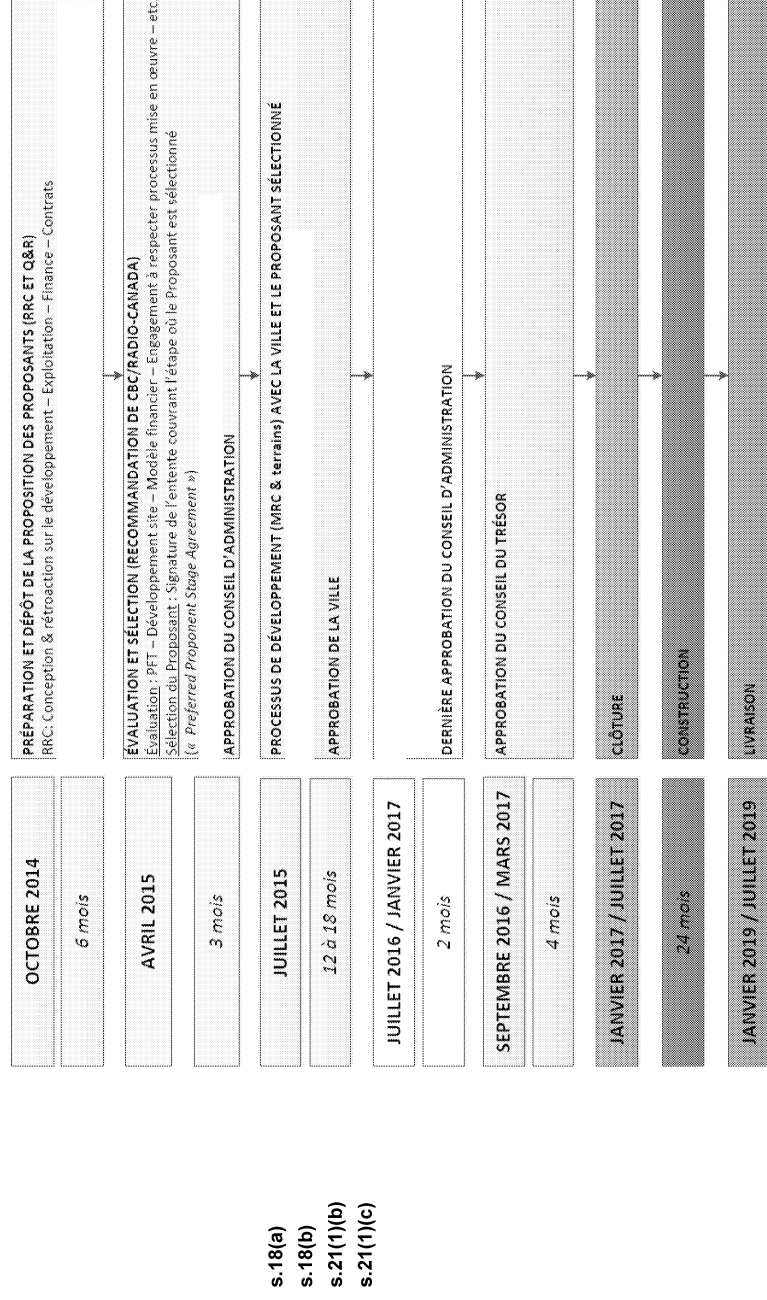 OCTOBRE 2014
6 mois
PRÉPARATION ET DÉPÔT DE LA PROPOSITION DES PROPOSANTS (RRC ET Q&R)
RRC: Conception & rétroaction sur le développement – Exploitation – Finance – Contrats
AVRIL 2015
3 mois
ÉVALUATION ET SÉLECTION (RECOMMANDATION DE CBC/RADIO-CANADA)
Évaluation : PFT – Développement site – Modèle financier – Engagement à respecter processus mise en œuvre – etc.
Sélection du Proposant : Signature de l'entente couvrant l'étape où le Proposant est sélectionné
(« Preferred Proponent Stage Agreement »)
APPROBATION DU CONSEIL D'ADMINISTRATION
JUILLET 2015
12 à 18 mois
PROCESSUS DE DÉVELOPPEMENT (MRC & terrains) AVEC LA VILLE ET LE PROPOSANT SÉLECTIONNÉ
APPROBATION DE LA VILLE
JUILLET 2016 / JANVIER 2017
2 mois
DERNIÈRE APPROBATION DU CONSEIL D'ADMINISTRATION
SEPTEMBRE 2016 / MARS 2017
4 mois
APPROBATION DU CONSEIL DU TRÉSOR
JANVIER 2017 / JUILLET 2017
CLÔTURE
24 mois
CONSTRUCTION
JANVIER 2019 / JUILLET 2019
LIVRAISON
s.18(a)
s.18(b)
s.21(1)(b)
s.21(1)(c)